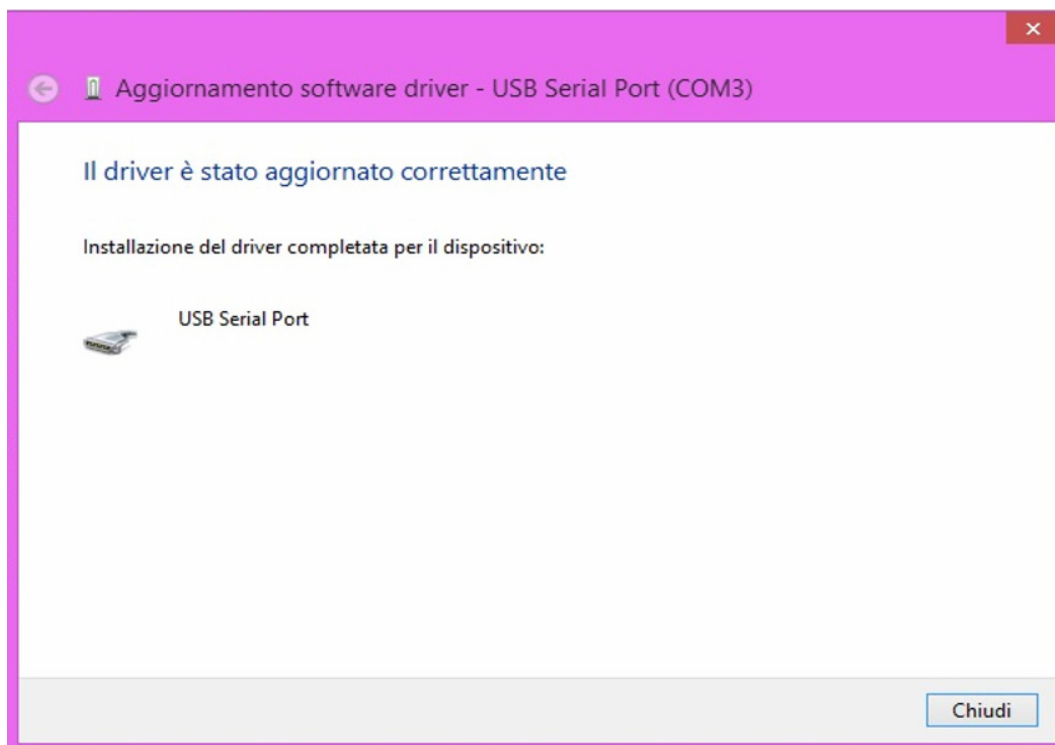 Aggiornamento software driver - USB Serial Port (COM3)
Il driver è stato aggiornato correttamente
Installazione del driver completata per il dispositivo:
USB Serial Port
Chiudi